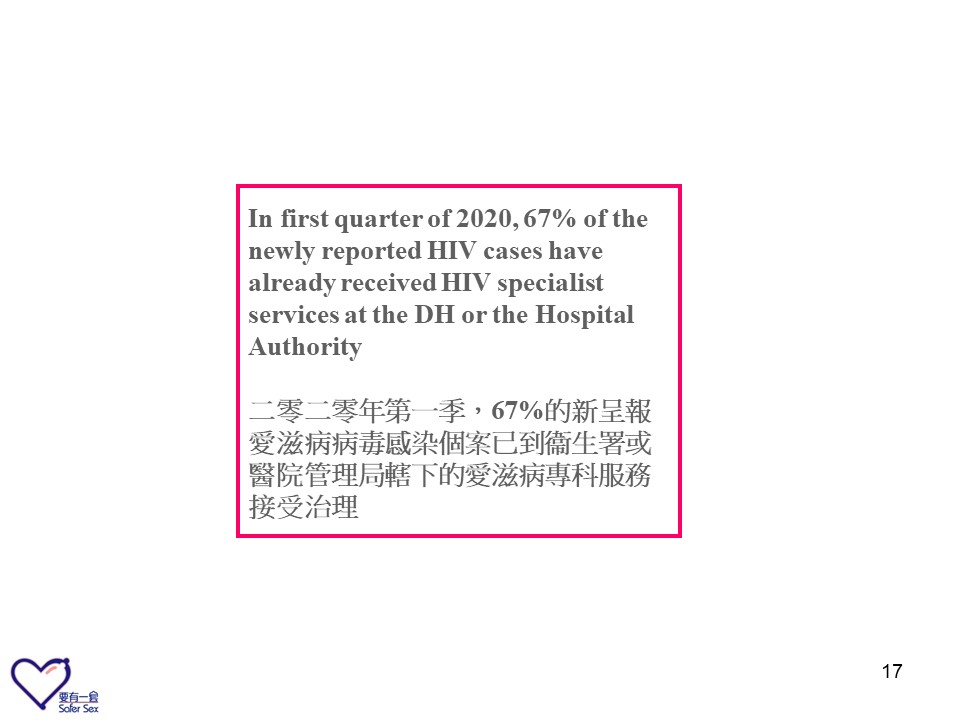 In first quarter of 2020, 67% of the
newly reported HIV cases have
already received HIV specialist
services at the DH or the Hospital
Authority
二零二零年第一季，67%的新呈報
愛滋病病毒感染個案已到衞生署或
醫院管理局轄下的愛滋病專科服務
接受治理
要有一套
Safer Sex
17